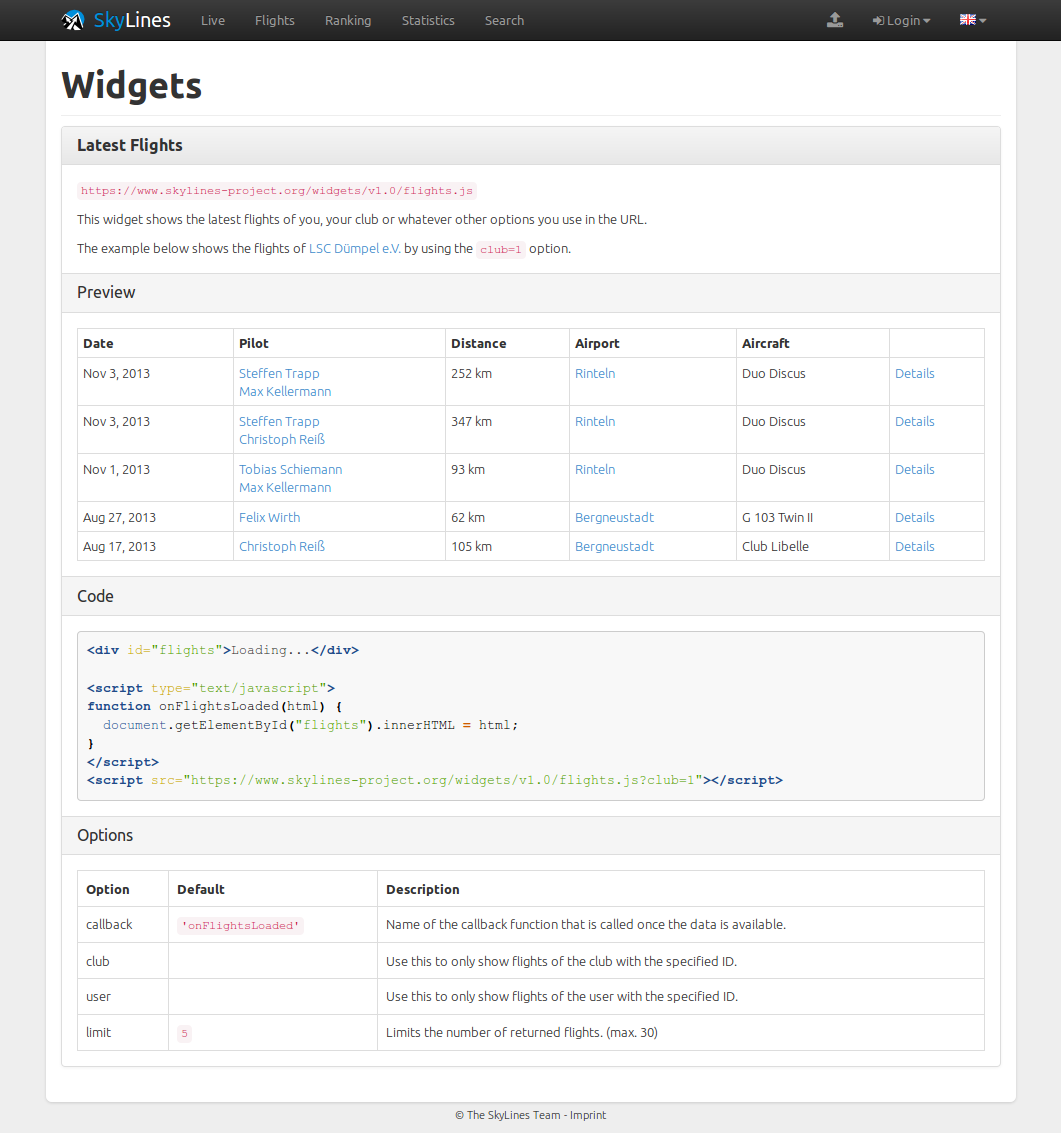 SkyLines Live Flights Ranking Statistics Search Login
Widgets
Latest Flights
https://www.skylines-project.org/widgets/v1.0/flights.js
This widget shows the latest flights of you, your club or whatever other options you use in the URL.
The example below shows the flights of LSC Dümpel e.V. by using the club=1 option.
Preview
Date Pilot Distance Airport Aircraft
Nov 3, 2013 Steffen Trapp 252 km Rinteln Duo Discus Details
Max Kellermann
Nov 3, 2013 Steffen Trapp 347 km Rinteln Duo Discus Details
Christoph Reiß
Nov 1, 2013 Tobias Schiemann 93 km Rinteln Duo Discus Details
Max Kellermann
Aug 27, 2013 Felix Wirth 62 km Bergneustadt G 103 Twin II Details
Aug 17, 2013 Christoph Reiß 105 km Bergneustadt Club Libelle Details
Code
<div id="flights">Loading...</div>
<script type="text/javascript">
function onFlightsLoaded(html) {
document.getElementById("flights").innerHTML = html;
}
</script>
<script src="https://www.skylines-project.org/widgets/v1.0/flights.js?club=1"></script>
Options
Option Default Description
callback 'onFlightsLoaded' Name of the callback function that is called once the data is available.
club Use this to only show flights of the club with the specified ID.
user Use this to only show flights of the user with the specified ID.
limit 5 Limits the number of returned flights. (max. 30)
© The SkyLines Team - Imprint